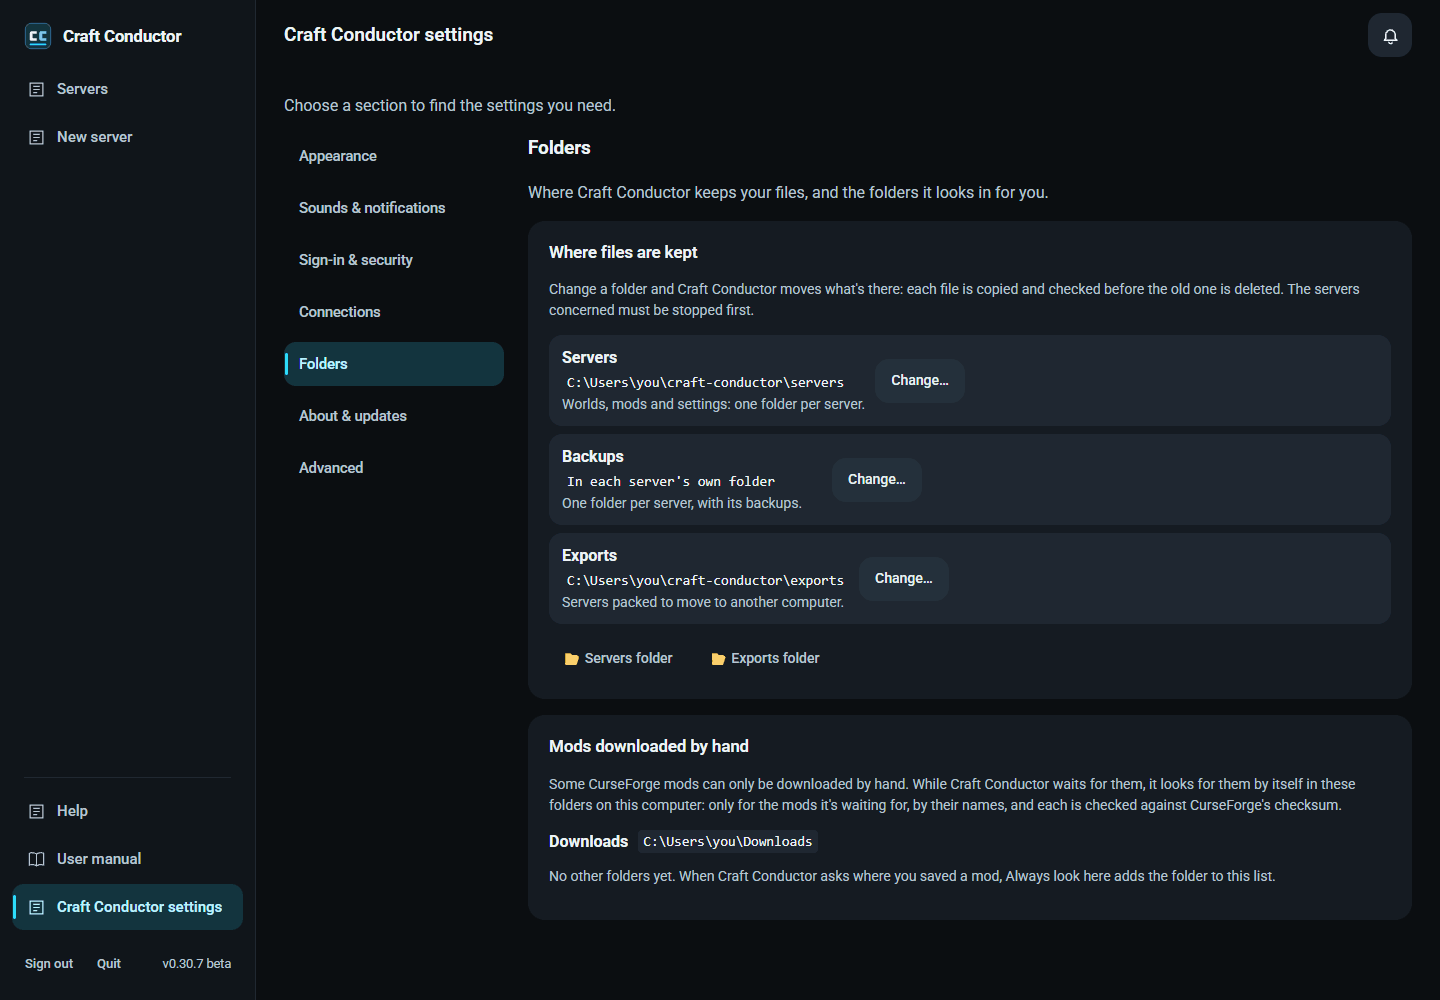 Craft Conductor
Servers
New server
Help
User manual
Craft Conductor settings
Sign out
Quit
v0.30.7 beta
Craft Conductor settings
Choose a section to find the settings you need.
Appearance
Sounds & notifications
Sign-in & security
Connections
Folders
About & updates
Advanced
Folders
Where Craft Conductor keeps your files, and the folders it looks in for you.
Where files are kept
Change a folder and Craft Conductor moves what's there: each file is copied and checked before the old one is deleted. The servers
concerned must be stopped first.
Servers
C:\Users\you\craft-conductor\servers
Worlds, mods and settings: one folder per server.
Change…
Backups
In each server's own folder
One folder per server, with its backups.
Change…
Exports
C:\Users\you\craft-conductor\exports
Servers packed to move to another computer.
Change…
Servers folder
Exports folder
Mods downloaded by hand
Some CurseForge mods can only be downloaded by hand. While Craft Conductor waits for them, it looks for them by itself in these
folders on this computer: only for the mods it's waiting for, by their names, and each is checked against CurseForge's checksum.
Downloads C:\Users\you\Downloads
No other folders yet. When Craft Conductor asks where you saved a mod, Always look here adds the folder to this list.